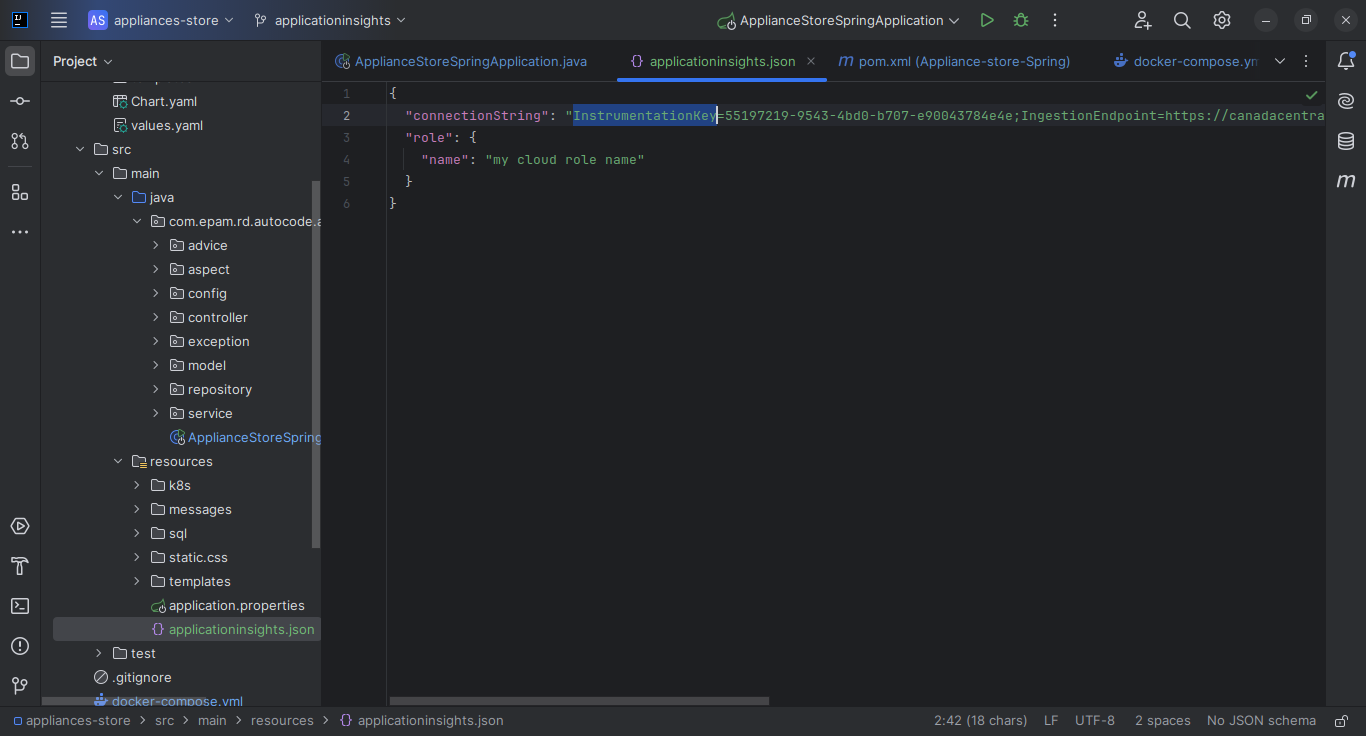 AS appliances-store applicationinsights ApplianceStoreSpringApplication
Project
ApplianceStoreSpringApplication.java applicationinsights.json pom.xml (Appliance-store-Spring) docker-compose.yn
Chart.yaml
values.yaml
src
main
java
com.epam.rd.autocode.a
advice
aspect
config
controller
exception
model
repository
service
ApplianceStoreSpring
resources
k8s
messages
sql
static.css
templates
application.properties
applicationinsights.json
test
.gitignore
docker-compose.yml
1 {
2 "connectionString": "InstrumentationKey=55197219-9543-4bd0-b707-e90043784e4e;IngestionEndpoint=https://canadacentra
3 "role": {
4 "name": "my cloud role name"
5 }
6 }
appliances-store > src > main > resources > applicationinsights.json 2:42 (18 chars) LF UTF-8 2 spaces No JSON schema